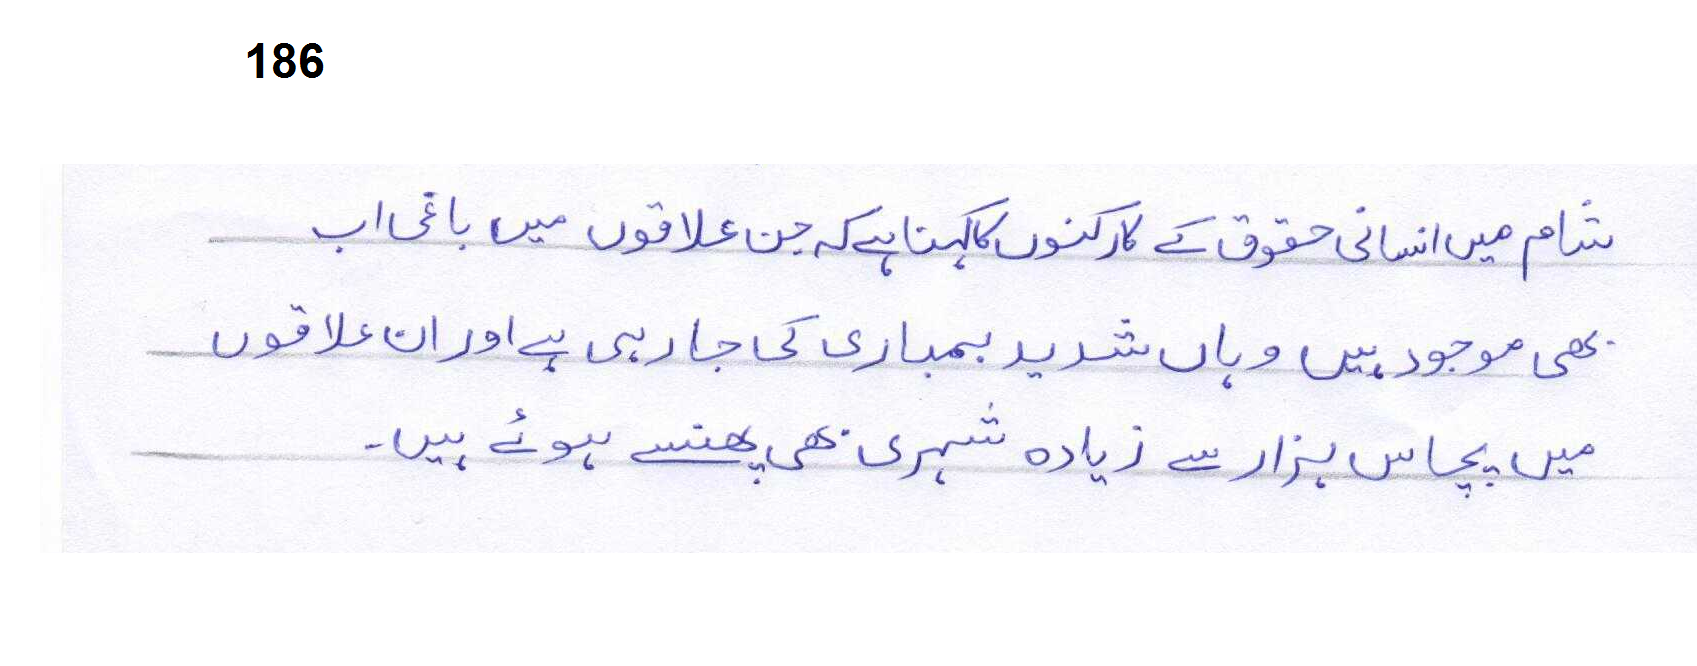 186
شام میں انسانی حقوق کے کارکنوں کا کہنا ہے کہ جن علاقوں میں باغی اب
بھی موجود ہیں وہاں شدید بمباری کی جا رہی ہے اور ان علاقوں
میں پچاس ہزار سے زیادہ شہری بھی پھنسے ہوئے ہیں۔